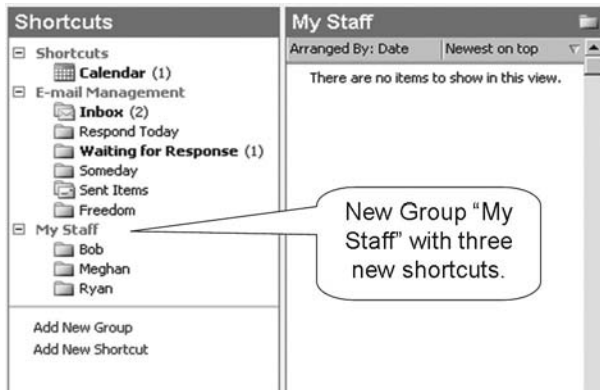 Shortcuts
Shortcuts
Calendar (1)
E-mail Management
Inbox (2)
Respond Today
Waiting for Response (1)
Someday
Sent Items
Freedom
My Staff
Bob
Meghan
Ryan
Add New Group
Add New Shortcut
My Staff
Arranged By: Date Newest on top
There are no items to show in this view.
New Group “My
Staff” with three
new shortcuts.